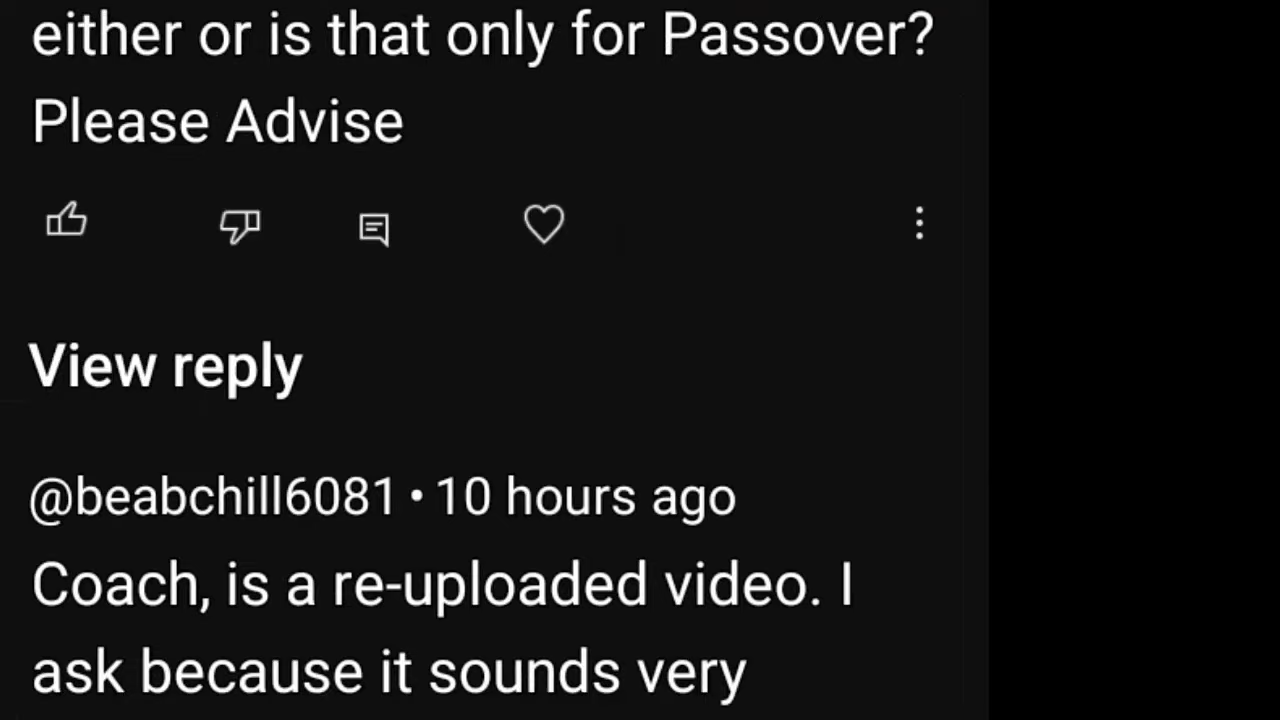 either or is that only for Passover?
Please Advise
View reply
@beabchill6081 • 10 hours ago
Coach, is a re-uploaded video. I
ask because it sounds very